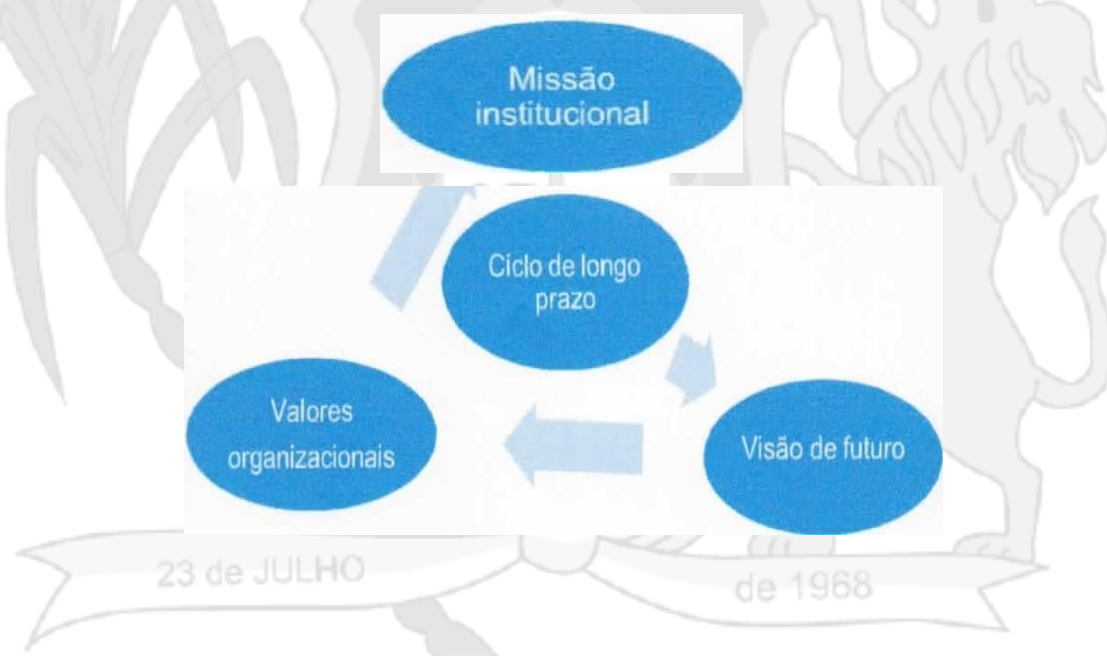 Missão
institucional
Ciclo de longo
prazo
Valores
organizacionais
Visão de futuro
23 de JULHO
de 1968